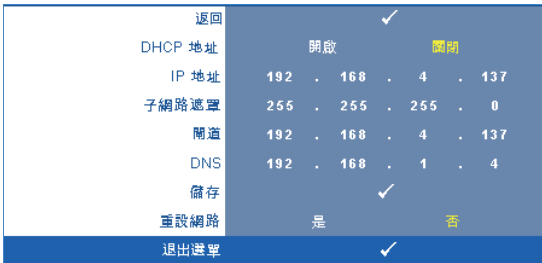 返回 ✓
DHCP 地址 開啟 關閉
IP 地址 192 . 168 . 4 . 137
子網路遮罩 255 . 255 . 255 . 0
閘道 192 . 168 . 4 . 137
DNS 192 . 168 . 1 . 4
儲存 ✓
重設網路 是 否
退出選單 ✓